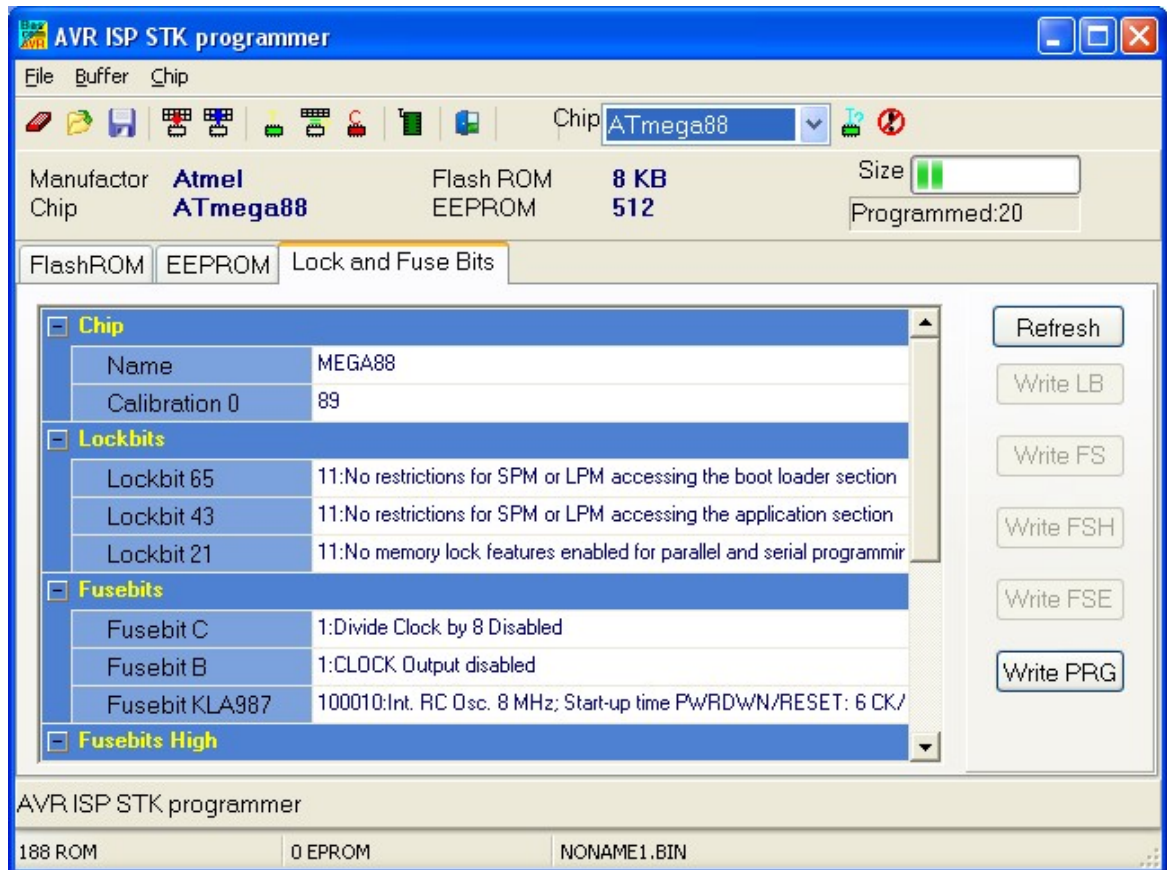 AVR ISP STK programmer
File Buffer Chip
Chip ATmega88
Manufactor Atmel Flash ROM 8 KB Size
Chip ATmega88 EEPROM 512 Programmed:20
FlashROM EEPROM Lock and Fuse Bits
Chip
Name MEGA88
Calibration 0 89
Lockbits
Lockbit 65 11:No restrictions for SPM or LPM accessing the boot loader section
Lockbit 43 11:No restrictions for SPM or LPM accessing the application section
Lockbit 21 11:No memory lock features enabled for parallel and serial programmir
Fusebits
Fusebit C 1:Divide Clock by 8 Disabled
Fusebit B 1:CLOCK Output disabled
Fusebit KLA987 100010:Int. RC Osc. 8 MHz; Start-up time PWRDWN/RESET: 6 CK/
Fusebits High
Refresh
Write LB
Write FS
Write FSH
Write FSE
Write PRG
AVR ISP STK programmer
188 ROM 0 EPROM NONAME1.BIN